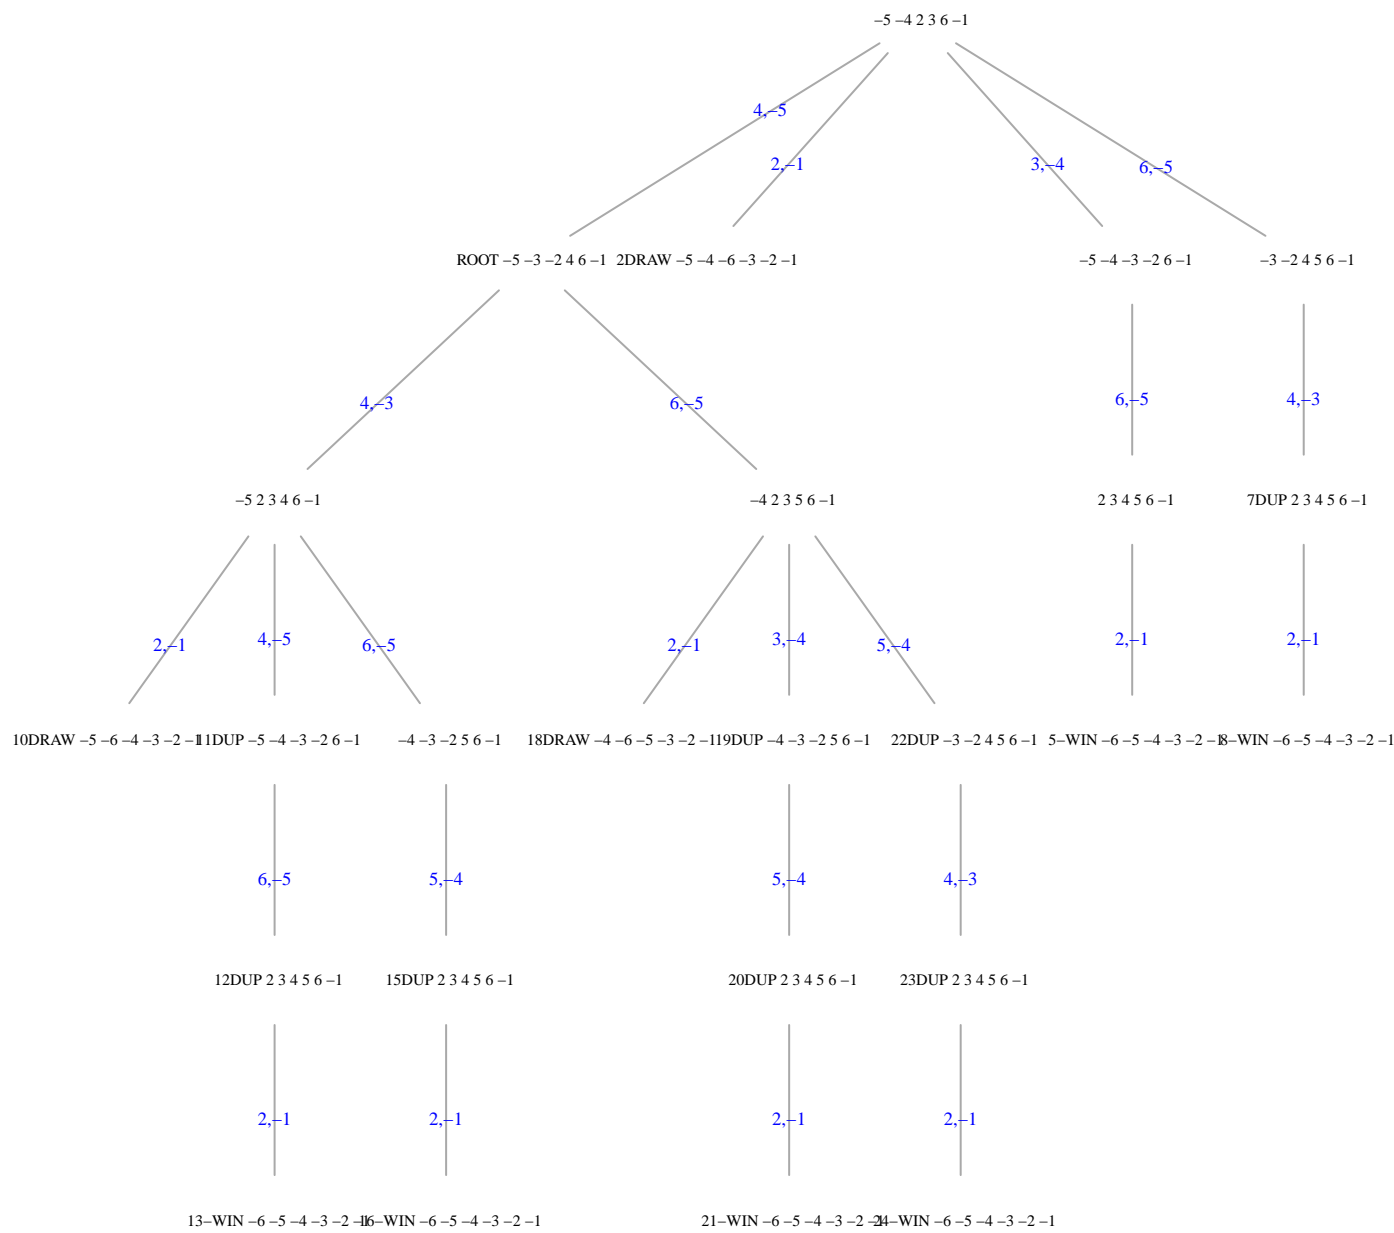 –5 –4 2 3 6 –1
4,–5
2,–1
3,–4
6,–5
ROOT –5 –3 –2 4 6 –1
2DRAW –5 –4 –6 –3 –2 –1
–5 –4 –3 –2 6 –1
–3 –2 4 5 6 –1
4,–3
6,–5
6,–5
4,–3
–5 2 3 4 6 –1
–4 2 3 5 6 –1
2 3 4 5 6 –1
7DUP 2 3 4 5 6 –1
2,–1
4,–5
6,–5
2,–1
3,–4
5,–4
2,–1
2,–1
10DRAW –5 –6 –4 –3 –2 –1
11DUP –5 –4 –3 –2 6 –1
–4 –3 –2 5 6 –1
18DRAW –4 –6 –5 –3 –2 –1
19DUP –4 –3 –2 5 6 –1
22DUP –3 –2 4 5 6 –1
5–WIN –6 –5 –4 –3 –2 –1
8–WIN –6 –5 –4 –3 –2 –1
6,–5
5,–4
5,–4
4,–3
12DUP 2 3 4 5 6 –1
15DUP 2 3 4 5 6 –1
20DUP 2 3 4 5 6 –1
23DUP 2 3 4 5 6 –1
2,–1
2,–1
2,–1
2,–1
13–WIN –6 –5 –4 –3 –2 –1
16–WIN –6 –5 –4 –3 –2 –1
21–WIN –6 –5 –4 –3 –2 –1
24–WIN –6 –5 –4 –3 –2 –1